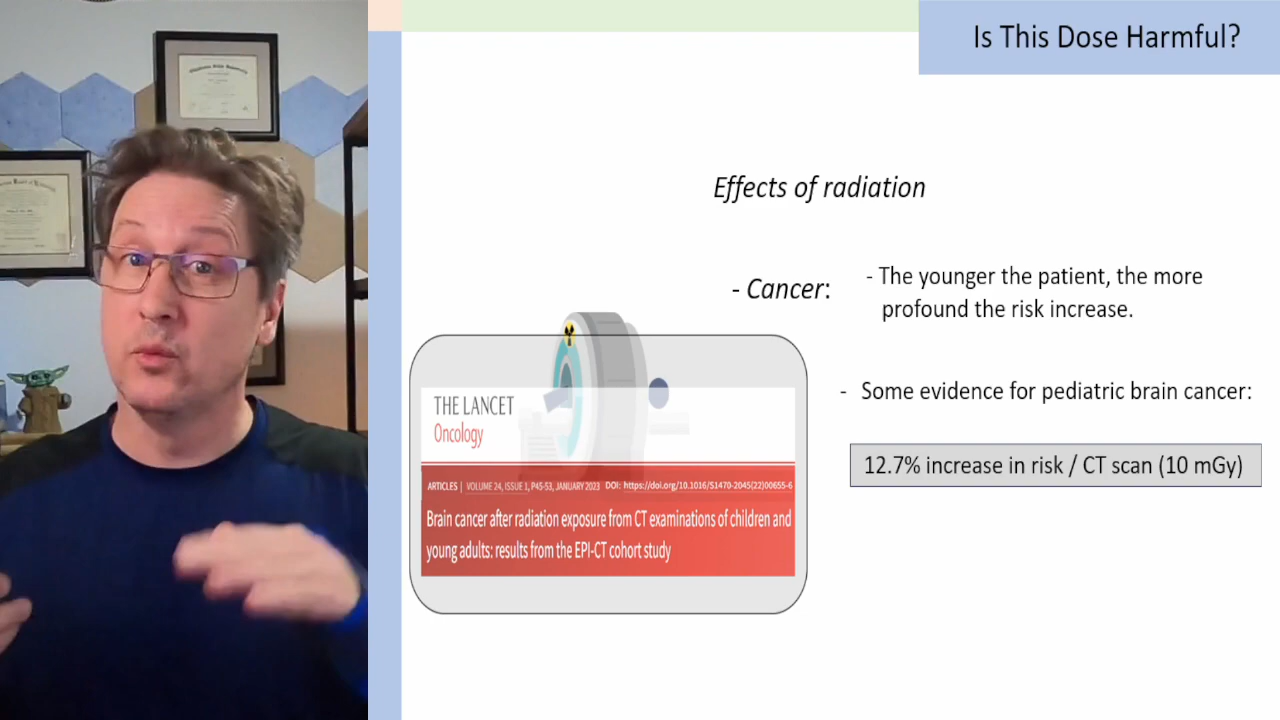 Is This Dose Harmful?
Effects of radiation
- Cancer:
- The younger the patient, the more
profound the risk increase.
- Some evidence for pediatric brain cancer:
12.7% increase in risk / CT scan (10 mGy)
THE LANCET
Oncology
ARTICLES | VOLUME 24, ISSUE 1, P45-53, JANUARY 2023 DOI: https://doi.org/10.1016/S1470-2045(22)00655-6
Brain cancer after radiation exposure from CT examinations of children and
young adults: results from the EPI-CT cohort study